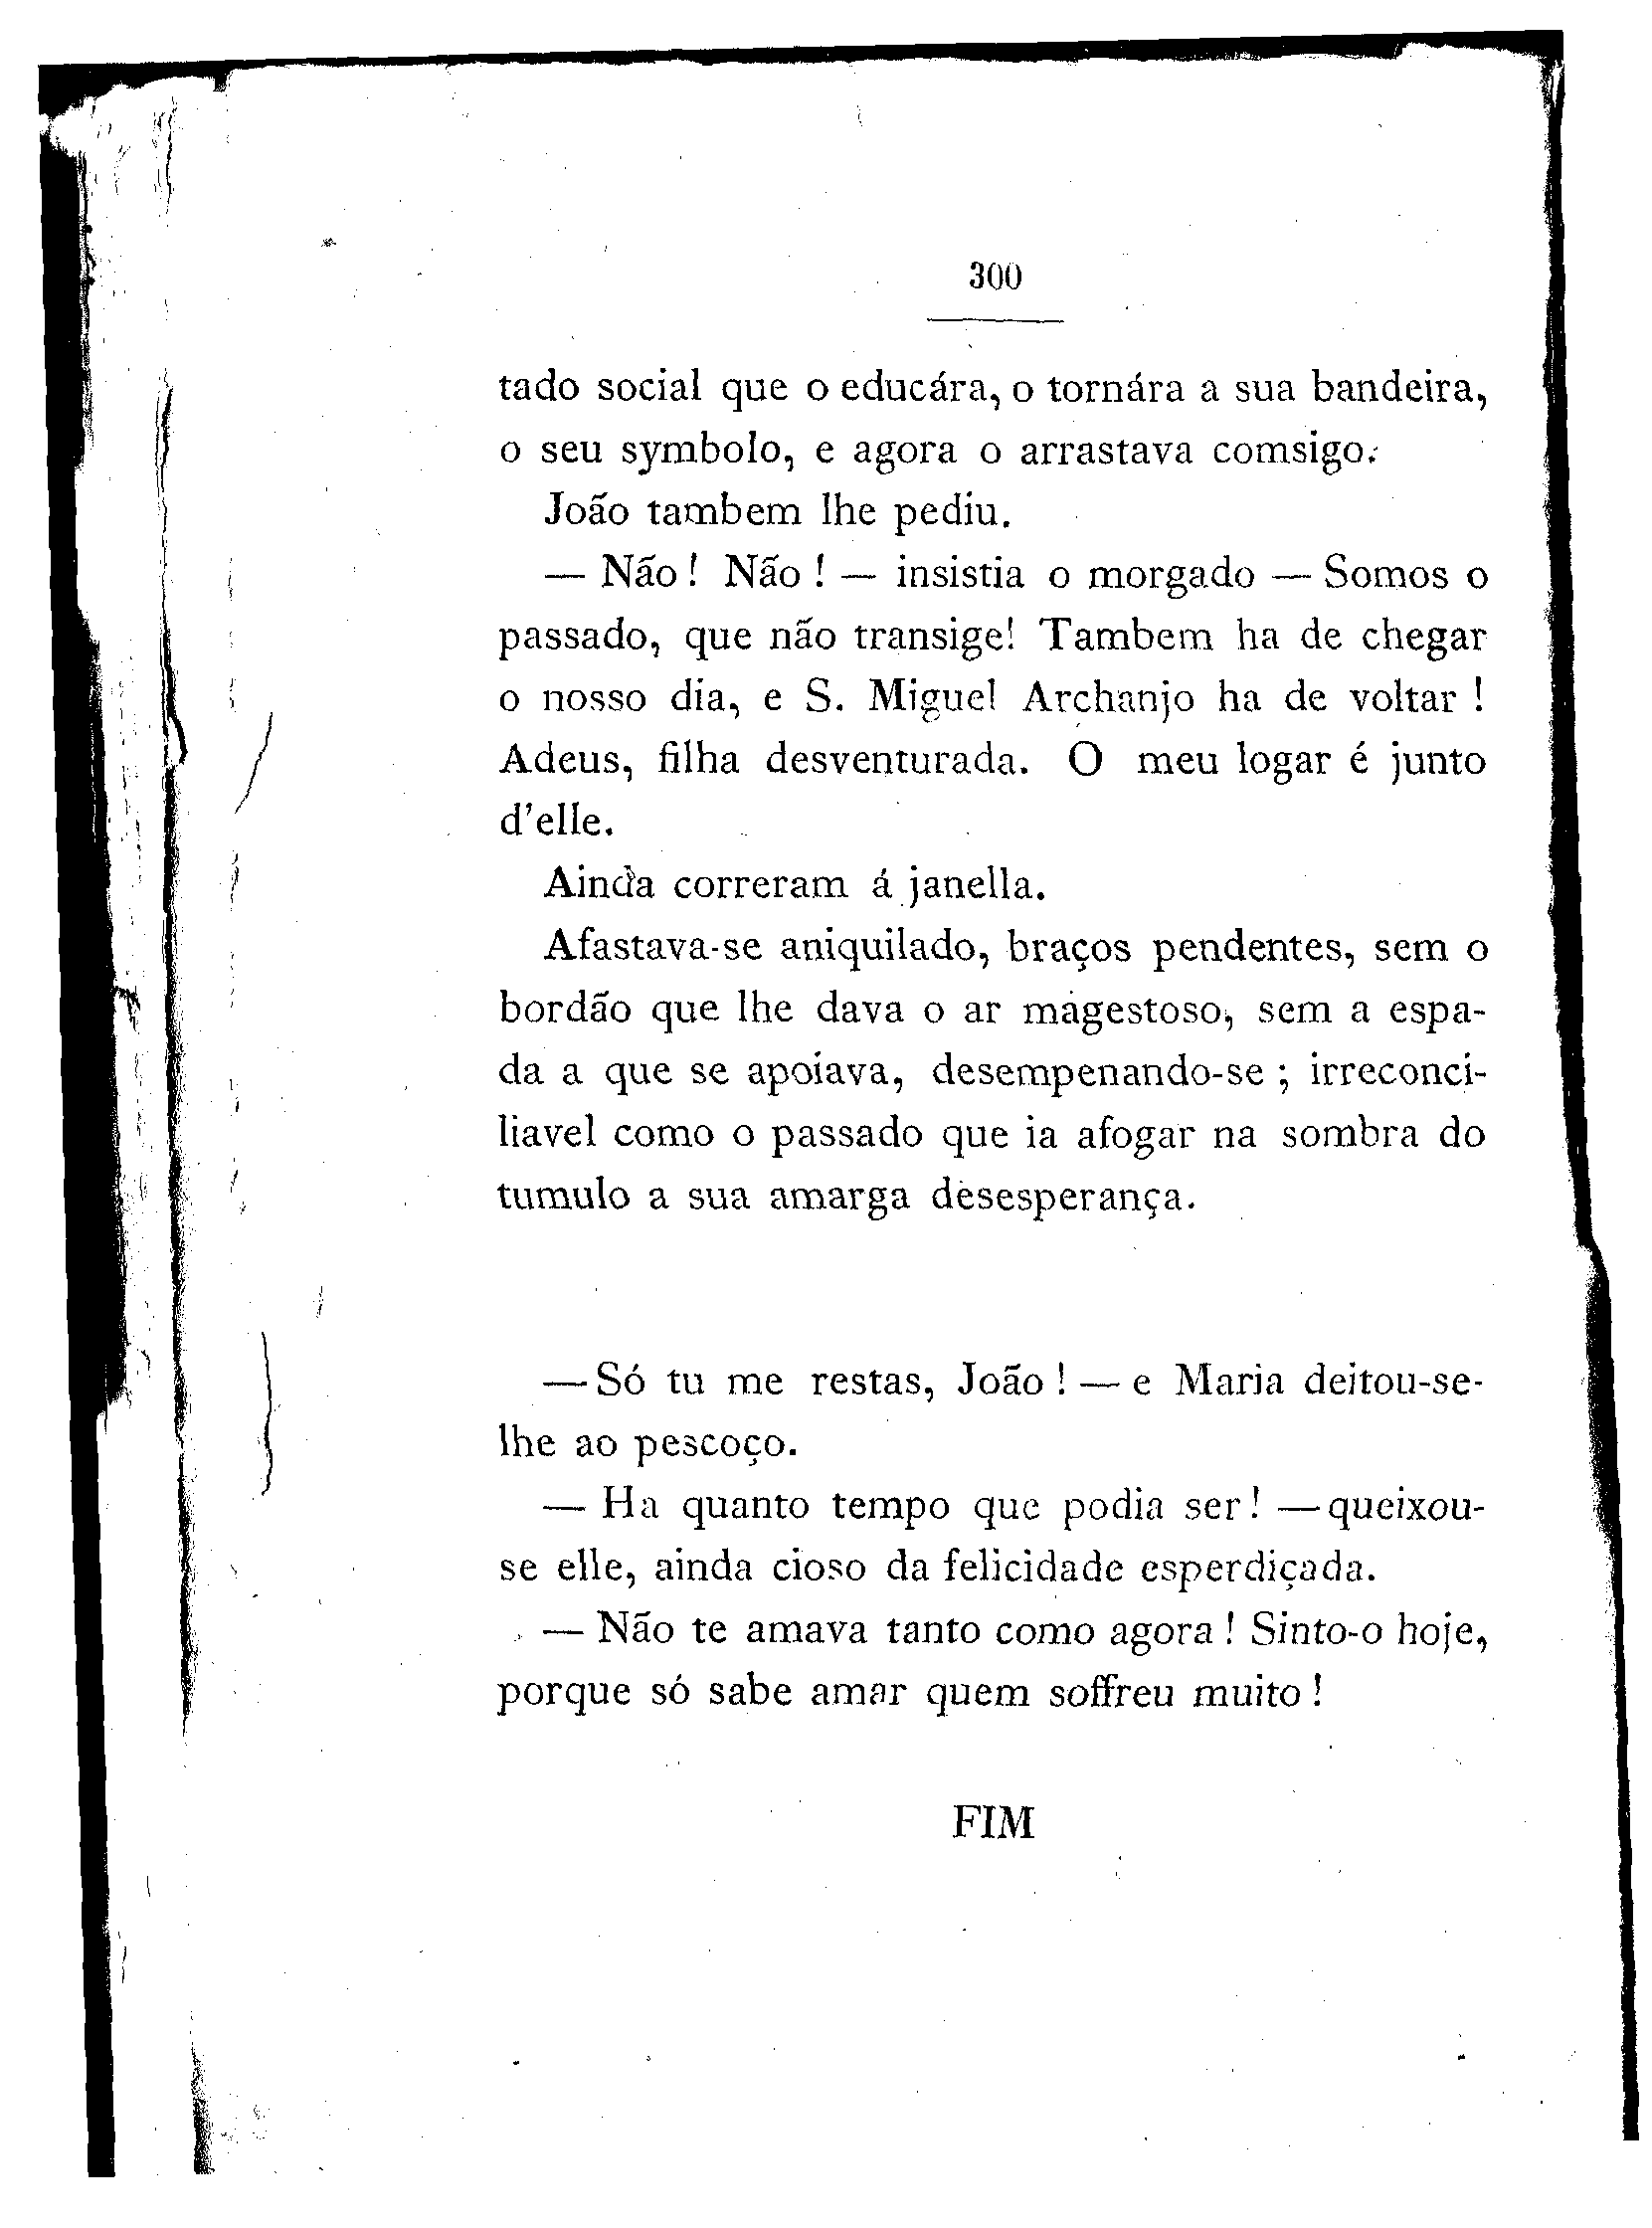 300
tado social que o educára, o tornára a sua bandeira,
o seu symbolo, e agora o arrastava comsigo.
João tambem lhe pediu.
— Não! Não! — insistia o morgado — Somos o
passado, que não transige! Tambem ha de chegar
o nosso dia, e S. Miguel Archanjo ha de voltar!
Adeus, filha desventurada. O meu logar é junto
d'elle.
Ainda correram á janella.
Afastava-se aniquilado, braços pendentes, sem o
bordão que lhe dava o ar magestoso, sem a espa-
da a que se apoiava, desempenando-se; irreconci-
liavel como o passado que ia afogar na sombra do
tumulo a sua amarga desesperança.
— Só tu me restas, João! — e Maria deitou-se-
lhe ao pescoço.
— Ha quanto tempo que podia ser! — queixou-
se elle, ainda cioso da felicidade esperdiçada.
— Não te amava tanto como agora! Sinto-o hoje,
porque só sabe amar quem soffreu muito!
FIM